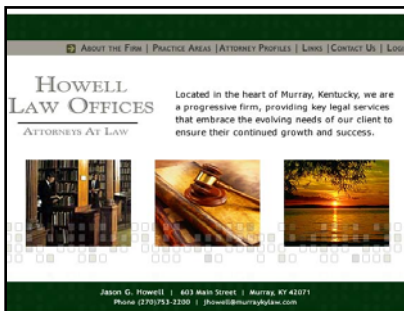 About the Firm | Practice Areas | Attorney Profiles | Links | Contact Us | Logi
Howell
Law Offices
Attorneys At Law
Located in the heart of Murray, Kentucky, we are
a progressive firm, providing key legal services
that embrace the evolving needs of our client to
ensure their continued growth and success.
Jason G. Howell | 603 Main Street | Murray, KY 42071
Phone (270)753-2200 | jhowell@murraykylaw.com